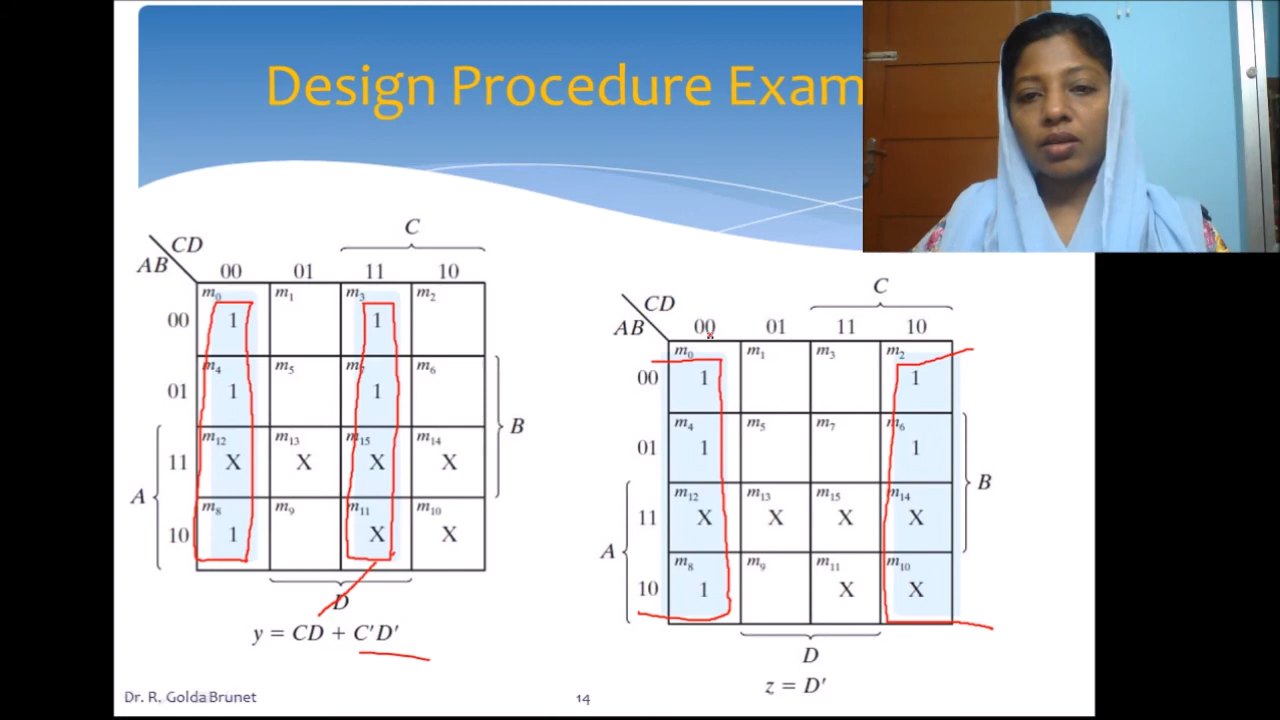 Design Procedure Exam
C
CD
AB
00 01 11 10
m0 m1 m3 m2
00 1 1
m4 m5 m7 m6
01 1 1
B
m12 m13 m15 m14
11 X X X X
A
m8 m9 m11 m10
10 1 X X
D
y = CD + C'D'
C
CD
AB
00 01 11 10
m0 m1 m3 m2
00 1 1
m4 m5 m7 m6
01 1 1
B
m12 m13 m15 m14
11 X X X X
A
m8 m9 m11 m10
10 1 X X
D
z = D'
Dr. R. Golda Brunet
14